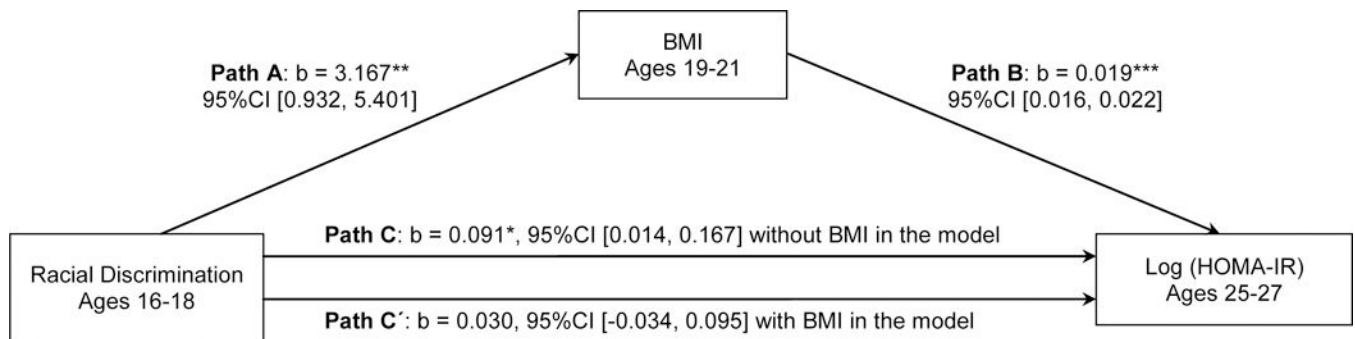 BMI
Ages 19-21
Path A: b = 3.167**
95%CI [0.932, 5.401]
Path B: b = 0.019***
95%CI [0.016, 0.022]
Path C: b = 0.091*, 95%CI [0.014, 0.167] without BMI in the model
Racial Discrimination
Ages 16-18
Log (HOMA-IR)
Ages 25-27
Path C´: b = 0.030, 95%CI [-0.034, 0.095] with BMI in the model